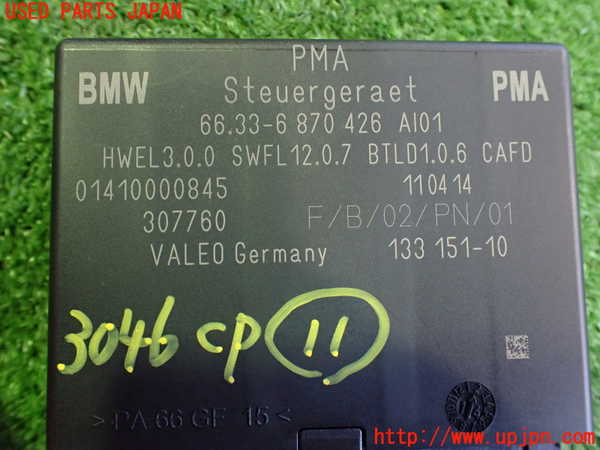 USED PARTS JAPAN
PMA
BMW Steuergeraet PMA
66.33-6 870 426 AI01
HWEL3.0.0 SWFL12.0.7 BTLD1.0.6 CAFD
01410000845 110414
307760 F/B/02/PN/01
VALEO Germany 133 151-10
3046 CP 11
>PA 66 GF 15<
http://www.upjpn.com